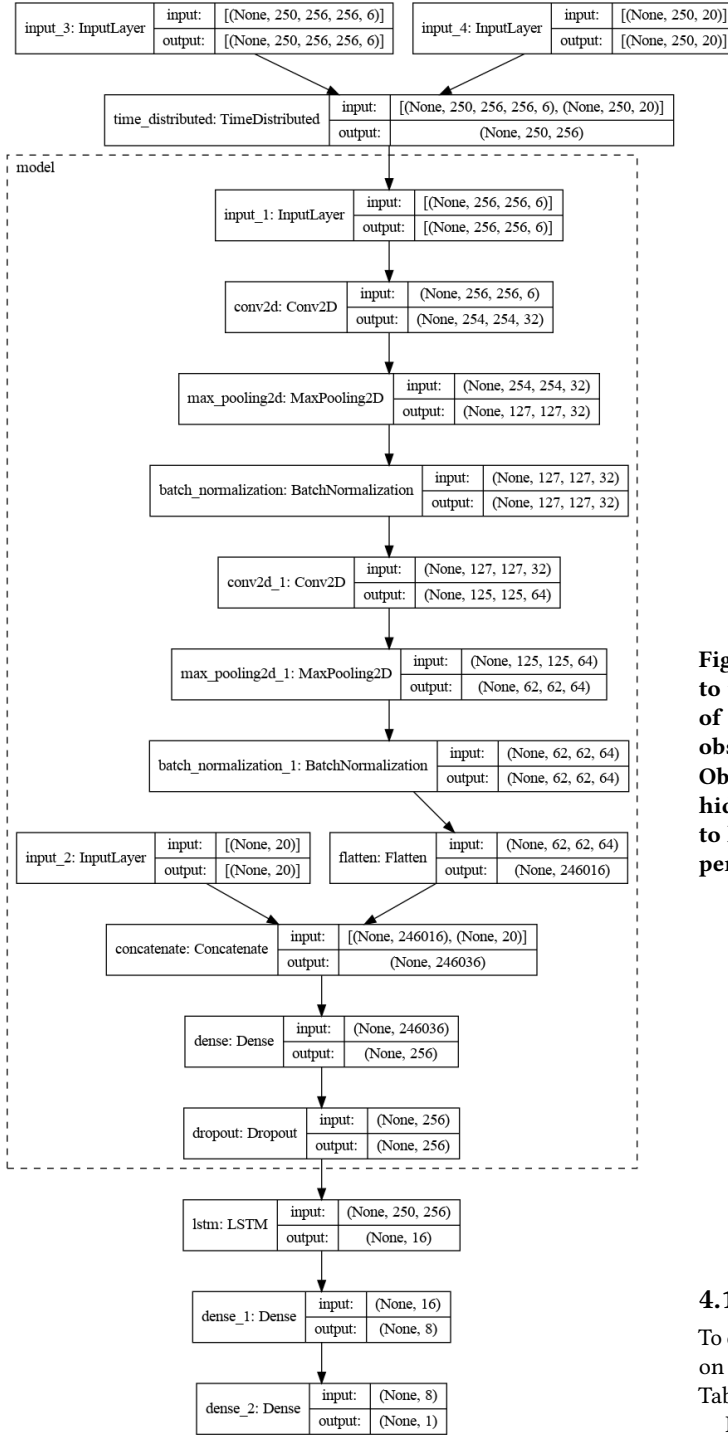 input_3: InputLayer input: [(None, 250, 256, 256, 6)]
output: [(None, 250, 256, 256, 6)]
input_4: InputLayer input: [(None, 250, 20)]
output: [(None, 250, 20)]
time_distributed: TimeDistributed input: [(None, 250, 256, 256, 6), (None, 250, 20)]
output: (None, 250, 256)
model
input_1: InputLayer input: [(None, 256, 256, 6)]
output: [(None, 256, 256, 6)]
conv2d: Conv2D input: (None, 256, 256, 6)
output: (None, 254, 254, 32)
max_pooling2d: MaxPooling2D input: (None, 254, 254, 32)
output: (None, 127, 127, 32)
batch_normalization: BatchNormalization input: (None, 127, 127, 32)
output: (None, 127, 127, 32)
conv2d_1: Conv2D input: (None, 127, 127, 32)
output: (None, 125, 125, 64)
max_pooling2d_1: MaxPooling2D input: (None, 125, 125, 64)
output: (None, 62, 62, 64)
batch_normalization_1: BatchNormalization input: (None, 62, 62, 64)
output: (None, 62, 62, 64)
input_2: InputLayer input: [(None, 20)]
output: [(None, 20)]
flatten: Flatten input: (None, 62, 62, 64)
output: (None, 246016)
concatenate: Concatenate input: [(None, 246016), (None, 20)]
output: (None, 246036)
dense: Dense input: (None, 246036)
output: (None, 256)
dropout: Dropout input: (None, 256)
output: (None, 256)
lstm: LSTM input: (None, 250, 256)
output: (None, 16)
dense_1: Dense input: (None, 16)
output: (None, 8)
dense_2: Dense input: (None, 8)
output: (None, 1)
Fig
to
of
obs
Ob
hid
to
per
4.1
To
on
Tab